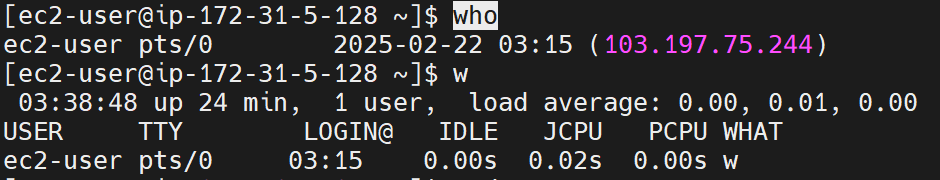 [ec2-user@ip-172-31-5-128 ~]$ who
ec2-user pts/0        2025-02-22 03:15 (103.197.75.244)
[ec2-user@ip-172-31-5-128 ~]$ w
 03:38:48 up 24 min,  1 user,  load average: 0.00, 0.01, 0.00
USER     TTY        LOGIN@   IDLE   JCPU   PCPU WHAT
ec2-user pts/0     03:15    0.00s  0.02s  0.00s w